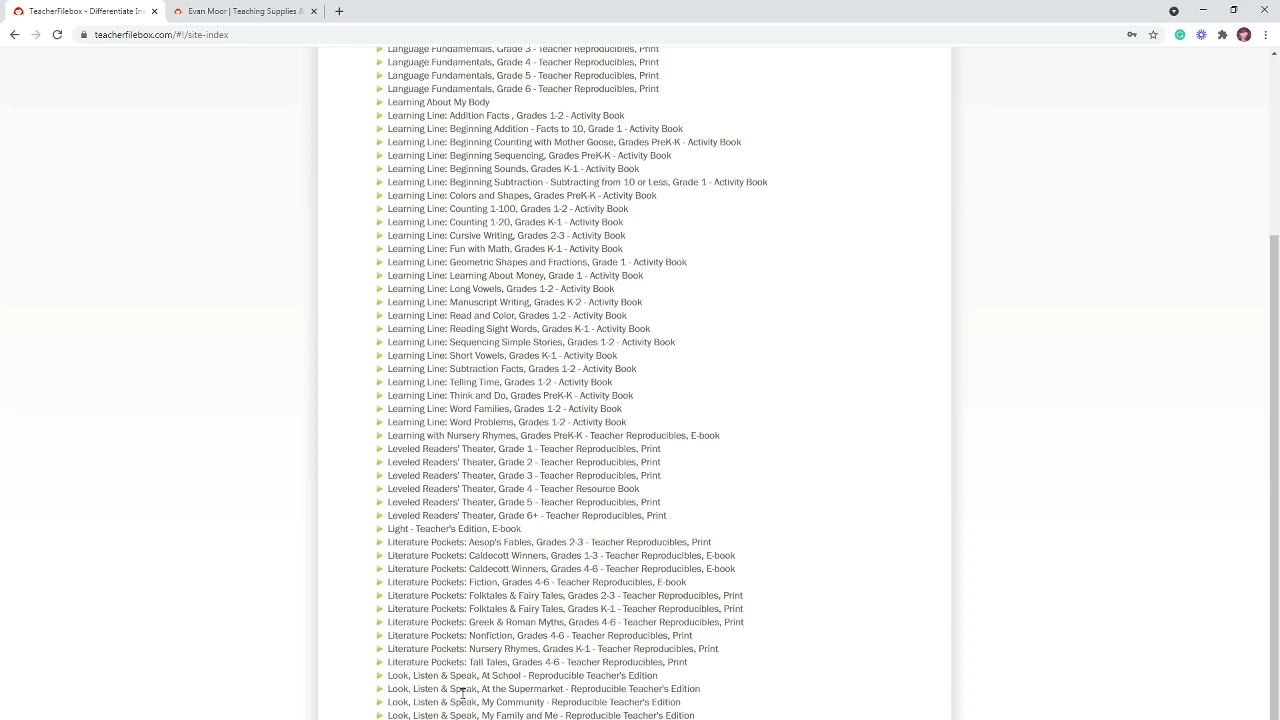 TeacherFilebox - Differentiate In
Evan Moor | Teaching Supplies &
teacherfilebox.com/#!/site-index
Language Fundamentals, Grade 3 - Teacher Reproducibles, Print
Language Fundamentals, Grade 4 - Teacher Reproducibles, Print
Language Fundamentals, Grade 5 - Teacher Reproducibles, Print
Language Fundamentals, Grade 6 - Teacher Reproducibles, Print
Learning About My Body
Learning Line: Addition Facts , Grades 1-2 - Activity Book
Learning Line: Beginning Addition - Facts to 10, Grade 1 - Activity Book
Learning Line: Beginning Counting with Mother Goose, Grades PreK-K - Activity Book
Learning Line: Beginning Sequencing, Grades PreK-K - Activity Book
Learning Line: Beginning Sounds, Grades K-1 - Activity Book
Learning Line: Beginning Subtraction - Subtracting from 10 or Less, Grade 1 - Activity Book
Learning Line: Colors and Shapes, Grades PreK-K - Activity Book
Learning Line: Counting 1-100, Grades 1-2 - Activity Book
Learning Line: Counting 1-20, Grades K-1 - Activity Book
Learning Line: Cursive Writing, Grades 2-3 - Activity Book
Learning Line: Fun with Math, Grades K-1 - Activity Book
Learning Line: Geometric Shapes and Fractions, Grade 1 - Activity Book
Learning Line: Learning About Money, Grade 1 - Activity Book
Learning Line: Long Vowels, Grades 1-2 - Activity Book
Learning Line: Manuscript Writing, Grades K-2 - Activity Book
Learning Line: Read and Color, Grades 1-2 - Activity Book
Learning Line: Reading Sight Words, Grades K-1 - Activity Book
Learning Line: Sequencing Simple Stories, Grades 1-2 - Activity Book
Learning Line: Short Vowels, Grades K-1 - Activity Book
Learning Line: Subtraction Facts, Grades 1-2 - Activity Book
Learning Line: Telling Time, Grades 1-2 - Activity Book
Learning Line: Think and Do, Grades PreK-K - Activity Book
Learning Line: Word Families, Grades 1-2 - Activity Book
Learning Line: Word Problems, Grades 1-2 - Activity Book
Learning with Nursery Rhymes, Grades PreK-K - Teacher Reproducibles, E-book
Leveled Readers' Theater, Grade 1 - Teacher Reproducibles, Print
Leveled Readers' Theater, Grade 2 - Teacher Reproducibles, Print
Leveled Readers' Theater, Grade 3 - Teacher Reproducibles, Print
Leveled Readers' Theater, Grade 4 - Teacher Resource Book
Leveled Readers' Theater, Grade 5 - Teacher Reproducibles, Print
Leveled Readers' Theater, Grade 6+ - Teacher Reproducibles, Print
Light - Teacher's Edition, E-book
Literature Pockets: Aesop's Fables, Grades 2-3 - Teacher Reproducibles, Print
Literature Pockets: Caldecott Winners, Grades 1-3 - Teacher Reproducibles, E-book
Literature Pockets: Caldecott Winners, Grades 4-6 - Teacher Reproducibles, E-book
Literature Pockets: Fiction, Grades 4-6 - Teacher Reproducibles, E-book
Literature Pockets: Folktales & Fairy Tales, Grades 2-3 - Teacher Reproducibles, Print
Literature Pockets: Folktales & Fairy Tales, Grades K-1 - Teacher Reproducibles, Print
Literature Pockets: Greek & Roman Myths, Grades 4-6 - Teacher Reproducibles, Print
Literature Pockets: Nonfiction, Grades 4-6 - Teacher Reproducibles, Print
Literature Pockets: Nursery Rhymes, Grades K-1 - Teacher Reproducibles, Print
Literature Pockets: Tall Tales, Grades 4-6 - Teacher Reproducibles, Print
Look, Listen & Speak, At School - Reproducible Teacher's Edition
Look, Listen & Speak, At the Supermarket - Reproducible Teacher's Edition
Look, Listen & Speak, My Community - Reproducible Teacher's Edition
Look, Listen & Speak, My Family and Me - Reproducible Teacher's Edition